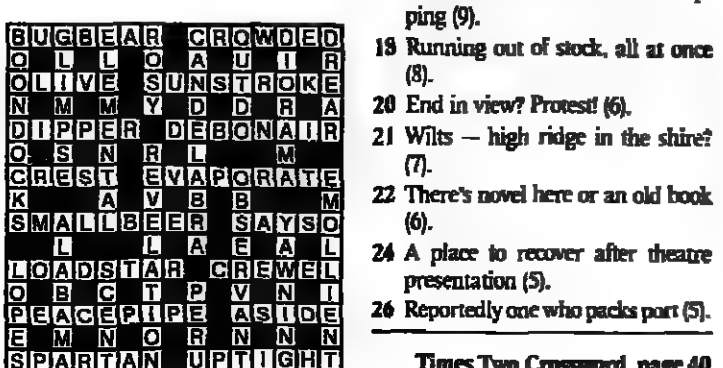 BUGBEAR CROWDED
O L L O A U I R
OLIVE SUNSTROKE
N M M Y D D R A
DIPPER DEBONAIR
O S N R L M
CREST EVAPORATE
K A V B B M
SMALLBEER SAYSO
L L A E A L
LOADSTAR CREWEL
O B C T P V N I
PEACEPIPE ASIDE
E M N O R N N N
SPARTAN UPTIGHT
ping (9).
18 Running out of stock, all at once
(8).
20 End in view? Protest! (6).
21 Wilts — high ridge in the shire?
(7).
22 There's novel here or an old book
(6).
24 A place to recover after theatre
presentation (5).
26 Reportedly one who packs port (5).
Times Two Crossword, page 40